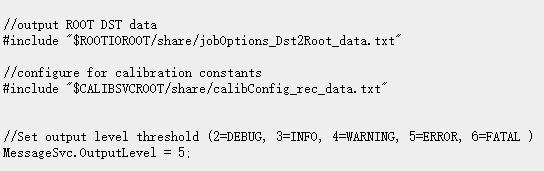 //output ROOT DST data
#include "$ROOTIOROOT/share/jobOptions_Dst2Root_data.txt"
//configure for calibration constants
#include "$CALIBSVCROOT/share/calibConfig_rec_data.txt"
//Set output level threshold (2=DEBUG, 3=INFO, 4=WARNING, 5=ERROR, 6=FATAL )
MessageSvc.OutputLevel = 5;